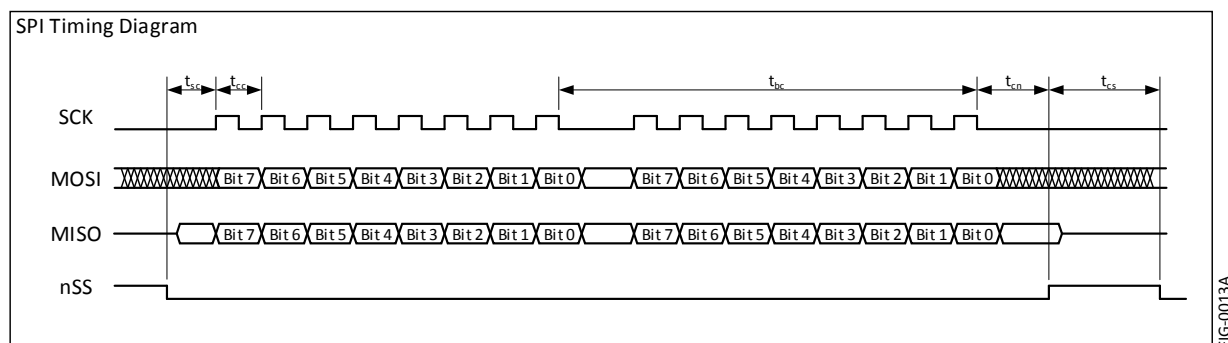 SPI Timing Diagram
tsc tcc tbc tcn tcs
SCK
MOSI Bit 7 Bit 6 Bit 5 Bit 4 Bit 3 Bit 2 Bit 1 Bit 0 Bit 7 Bit 6 Bit 5 Bit 4 Bit 3 Bit 2 Bit 1 Bit 0
MISO Bit 7 Bit 6 Bit 5 Bit 4 Bit 3 Bit 2 Bit 1 Bit 0 Bit 7 Bit 6 Bit 5 Bit 4 Bit 3 Bit 2 Bit 1 Bit 0
nSS
FIG-0013A